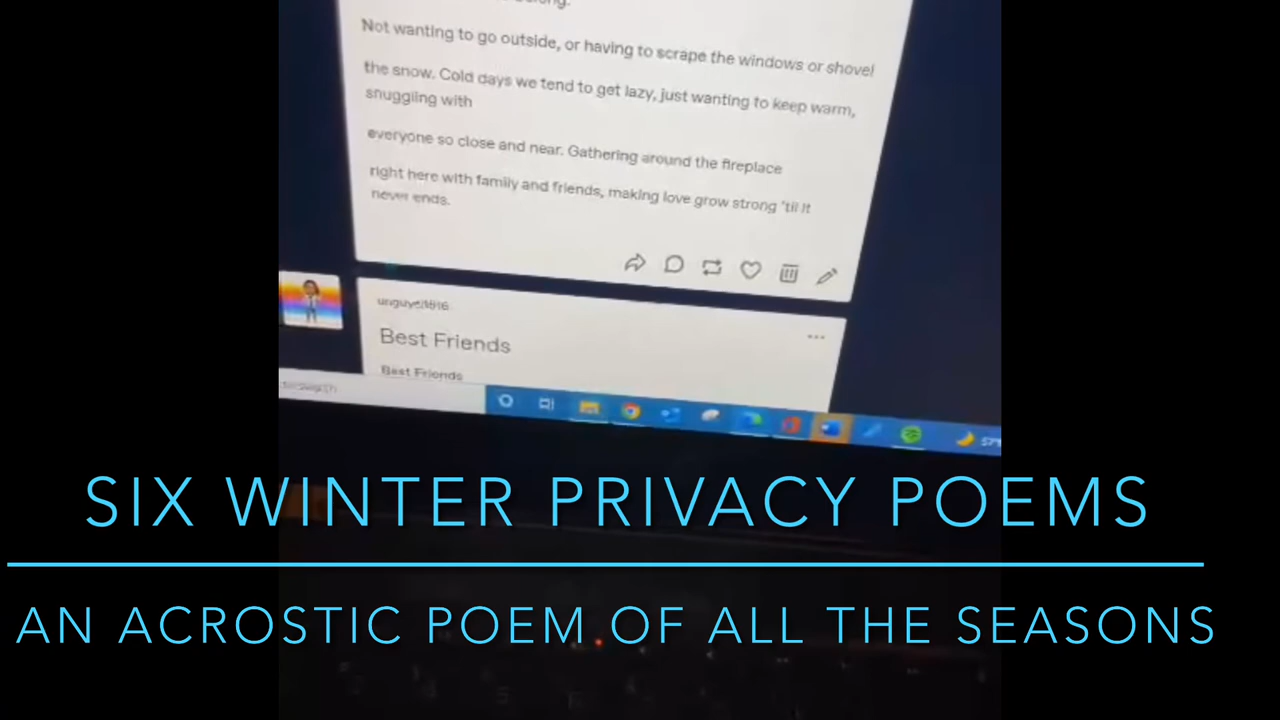 Not wanting to go outside, or having to scrape the windows or shovel
the snow. Cold days we tend to get lazy, just wanting to keep warm,
snuggling with
everyone so close and near. Gathering around the fireplace
right here with family and friends, making love grow strong 'til it
never ends.
Best Friends
Best Friends
57°
SIX WINTER PRIVACY POEMS
AN ACROSTIC POEM OF ALL THE SEASONS